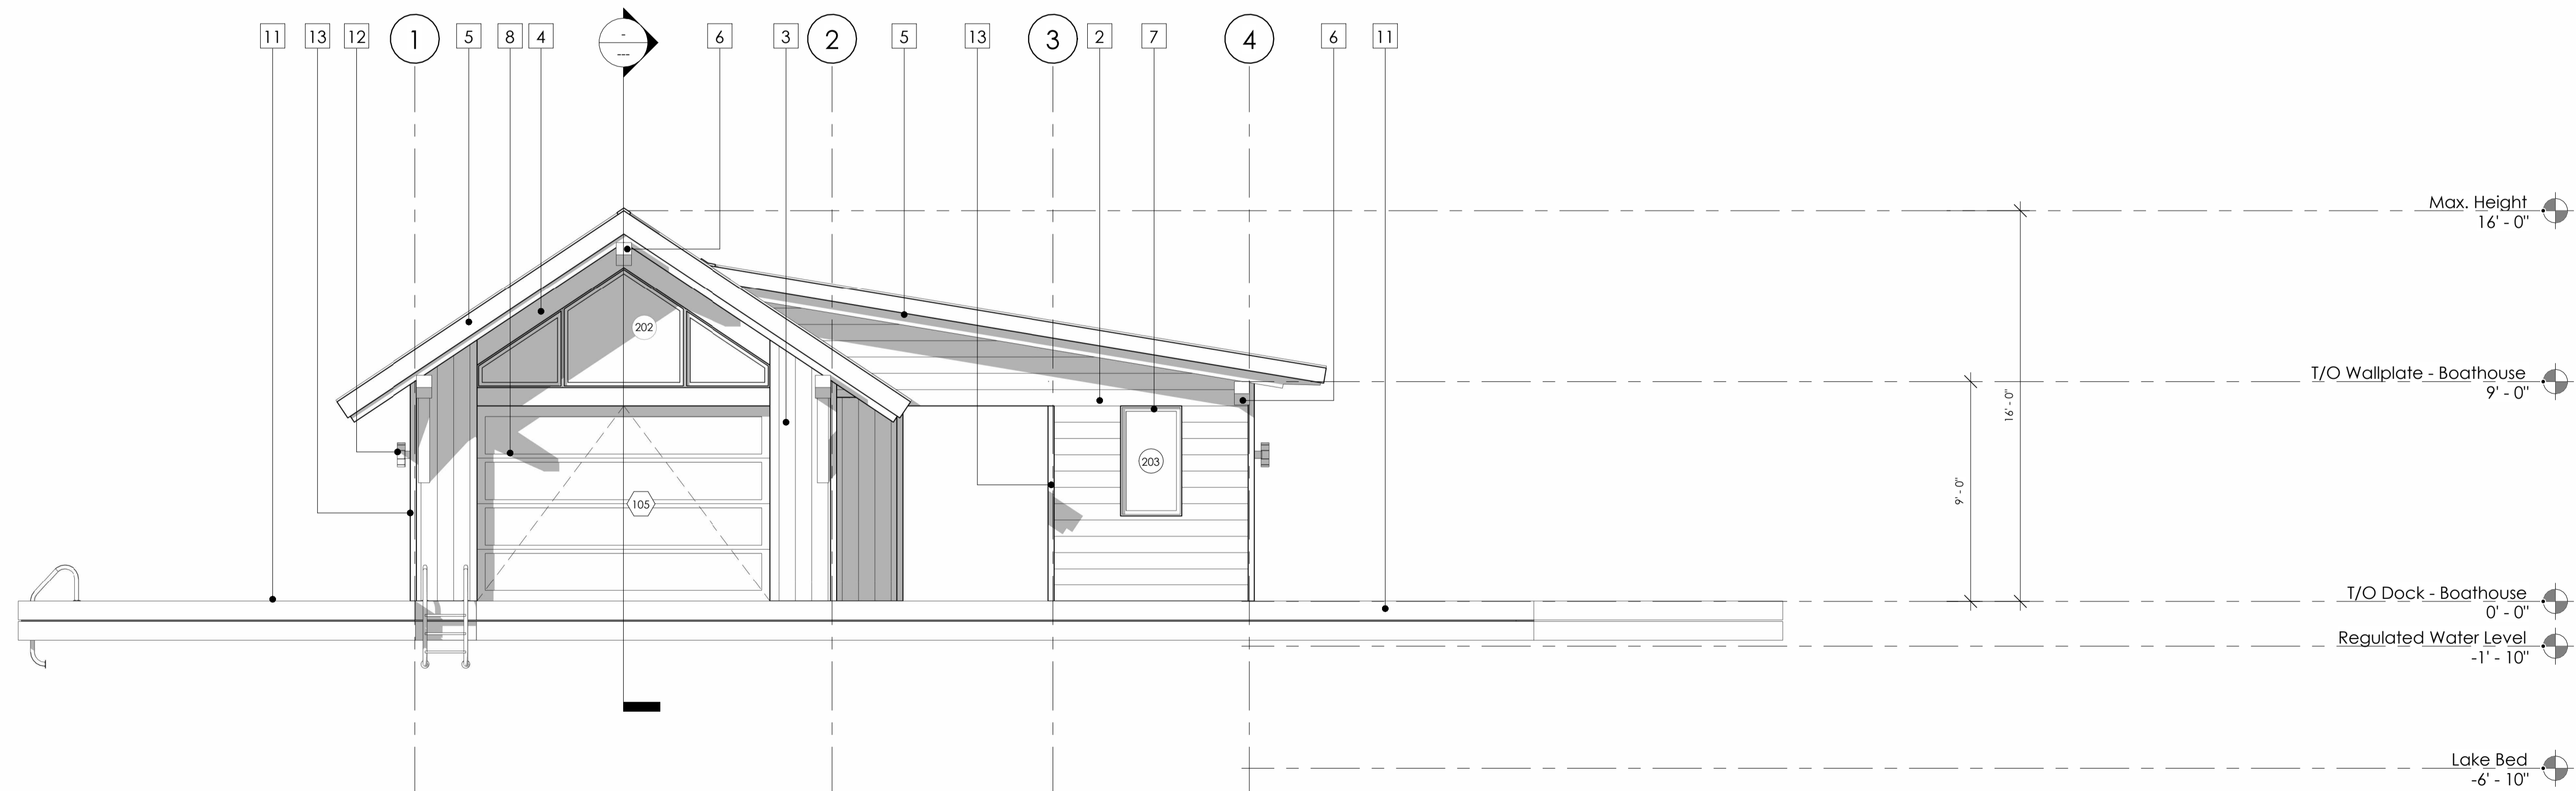 11
13
12
1
5
8
4
-
---
6
3
2
5
13
3
2
7
4
6
11
Max. Height
16' - 0"
202
T/O Wallplate - Boathouse
9' - 0"
16' - 0"
203
9' - 0"
105
T/O Dock - Boathouse
0' - 0"
Regulated Water Level
-1' - 10"
Lake Bed
-6' - 10"